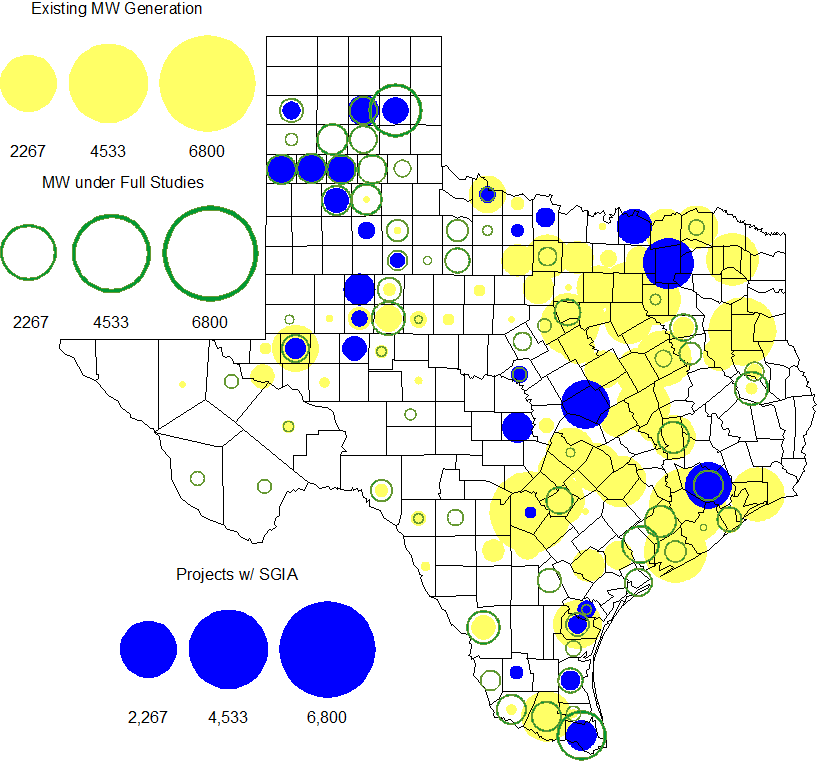 Existing MW Generation
2267 4533 6800
MW under Full Studies
2267 4533 6800
Projects w/ SGIA
2,267 4,533 6,800